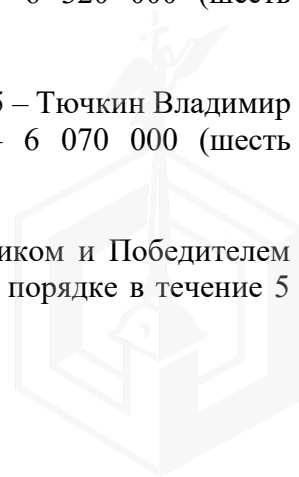 6 320 000 (шесть
5 – Тючкин Владимир
– 6 070 000 (шесть
иком и Победителем
порядке в течение 5